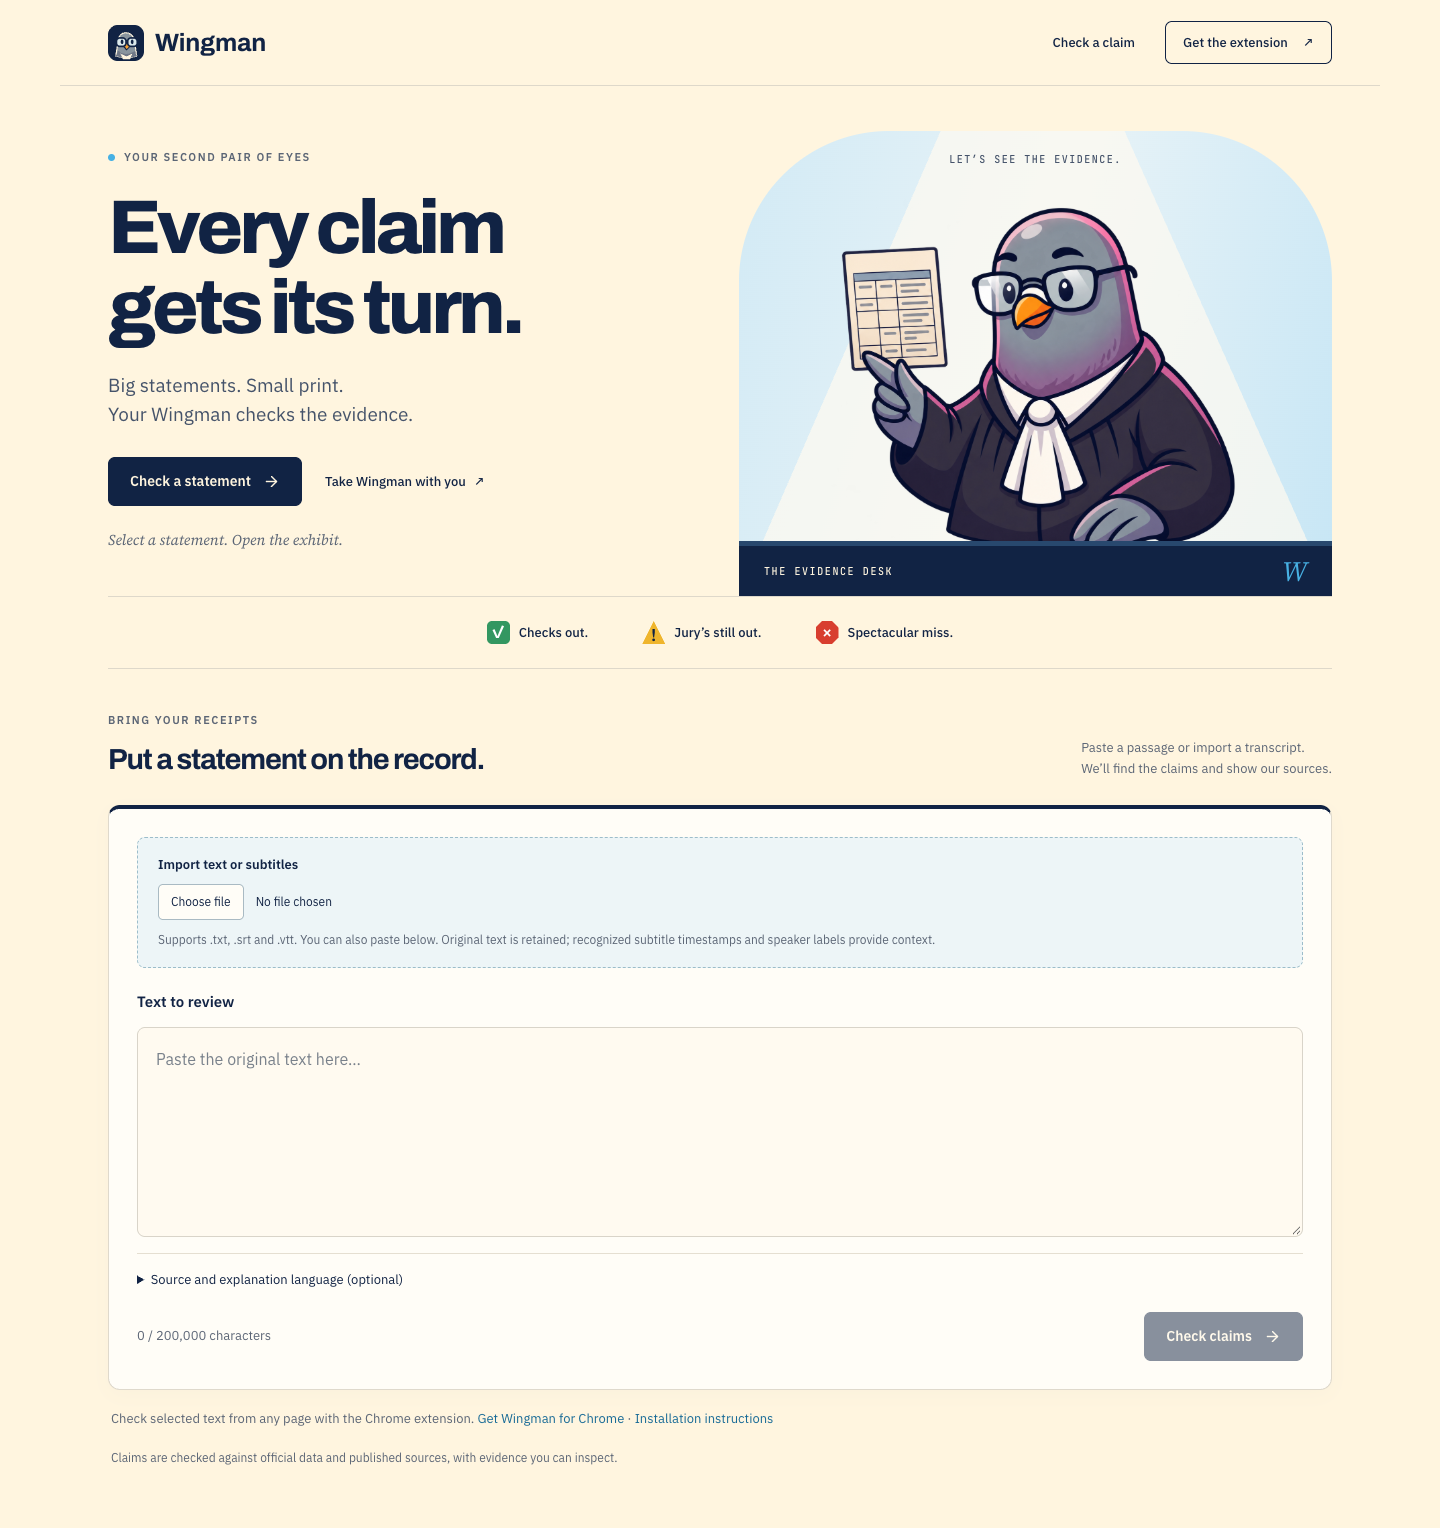 Wingman
Check a claim
Get the extension ↗
YOUR SECOND PAIR OF EYES
Every claim
gets its turn.
Big statements. Small print.
Your Wingman checks the evidence.
Check a statement →
Take Wingman with you ↗
Select a statement. Open the exhibit.
LET’S SEE THE EVIDENCE.
THE EVIDENCE DESK
W
Checks out.
Jury’s still out.
Spectacular miss.
BRING YOUR RECEIPTS
Put a statement on the record.
Paste a passage or import a transcript.
We’ll find the claims and show our sources.
Import text or subtitles
Choose file No file chosen
Supports .txt, .srt and .vtt. You can also paste below. Original text is retained; recognized subtitle timestamps and speaker labels provide context.
Text to review
Paste the original text here...
Source and explanation language (optional)
0 / 200,000 characters
Check claims →
Check selected text from any page with the Chrome extension. Get Wingman for Chrome · Installation instructions
Claims are checked against official data and published sources, with evidence you can inspect.